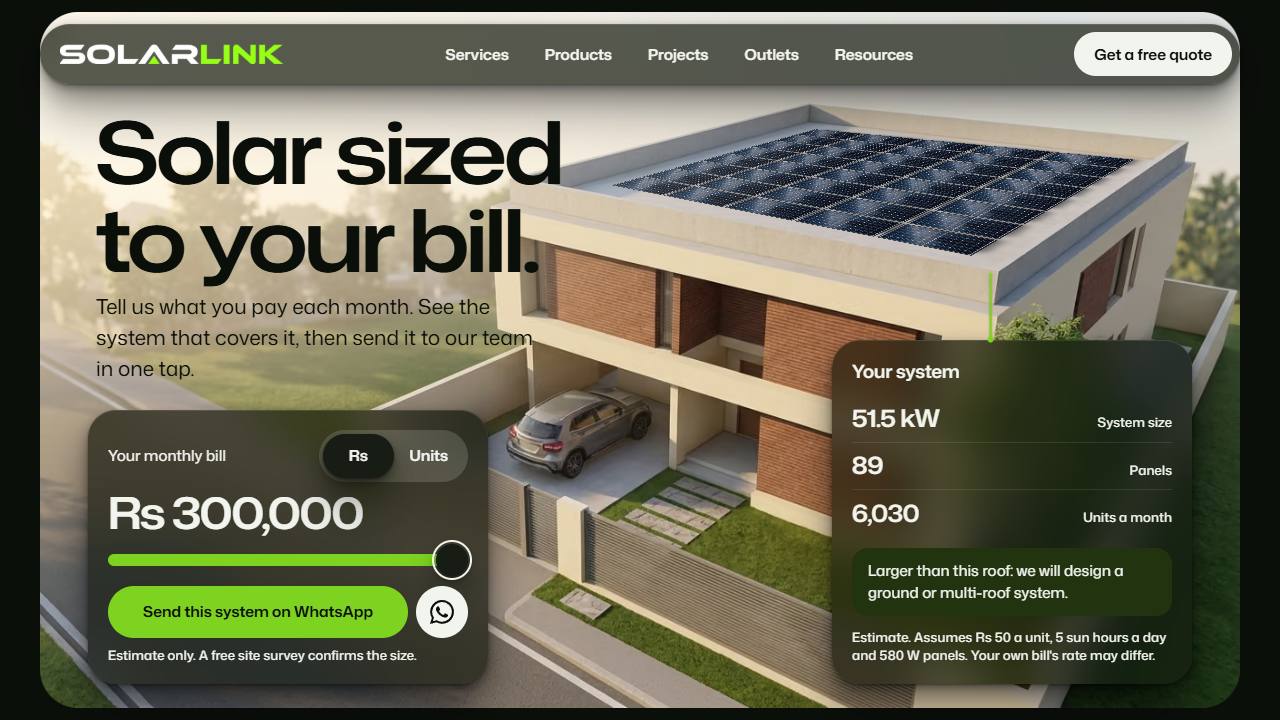 SOLARLINK
Services
Products
Projects
Outlets
Resources
Get a free quote
Solar sized
to your bill.
Tell us what you pay each month. See the
system that covers it, then send it to our team
in one tap.
Your monthly bill
Rs
Units
Rs 300,000
Send this system on WhatsApp
Estimate only. A free site survey confirms the size.
Your system
51.5 kW
System size
89
Panels
6,030
Units a month
Larger than this roof: we will design a
ground or multi-roof system.
Estimate. Assumes Rs 50 a unit, 5 sun hours a day
and 580 W panels. Your own bill's rate may differ.